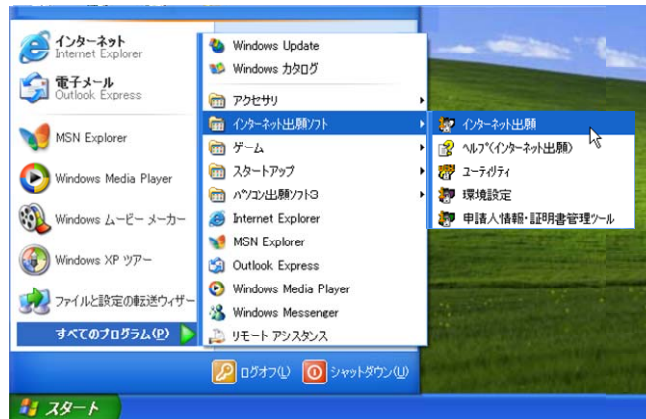 インターネット
Internet Explorer
電子メール
Outlook Express
MSN Explorer
Windows Media Player
Windows ムービー メーカー
Windows XP ツアー
ファイルと設定の転送ウィザー
すべてのプログラム(P)
Windows Update
Windows カタログ
アクセサリ
インターネット出願ソフト
ゲーム
スタートアップ
パソコン出願ソフト3
Internet Explorer
MSN Explorer
Outlook Express
Windows Media Player
Windows Messenger
リモート アシスタンス
インターネット出願
ヘルプ(インターネット出願)
ユーティリティ
環境設定
申請人情報・証明書管理ツール
ログオフ(L)
シャットダウン(U)
スタート